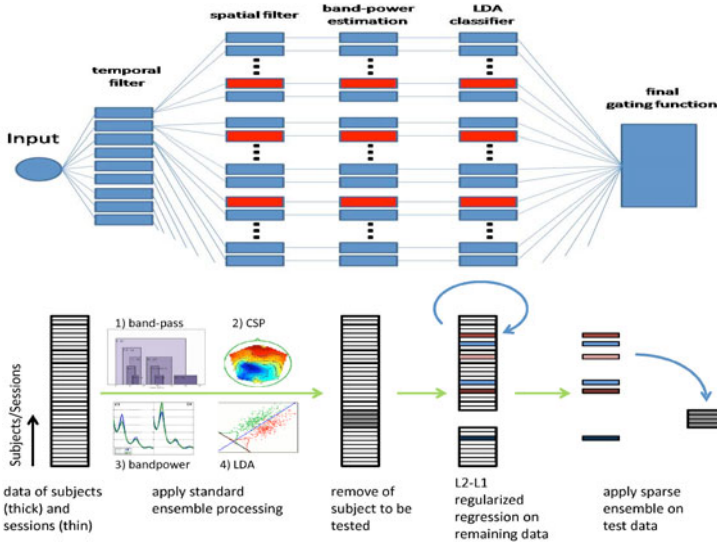 spatial filter
band-power
estimation
LDA
classifier
temporal
filter
final
gating function
Input
1) band-pass
2) CSP
3) bandpower
4) LDA
Subjects/Sessions
data of subjects
(thick) and
sessions (thin)
apply standard
ensemble processing
remove of
subject to be
tested
L2-L1
regularized
regression on
remaining data
apply sparse
ensemble on
test data